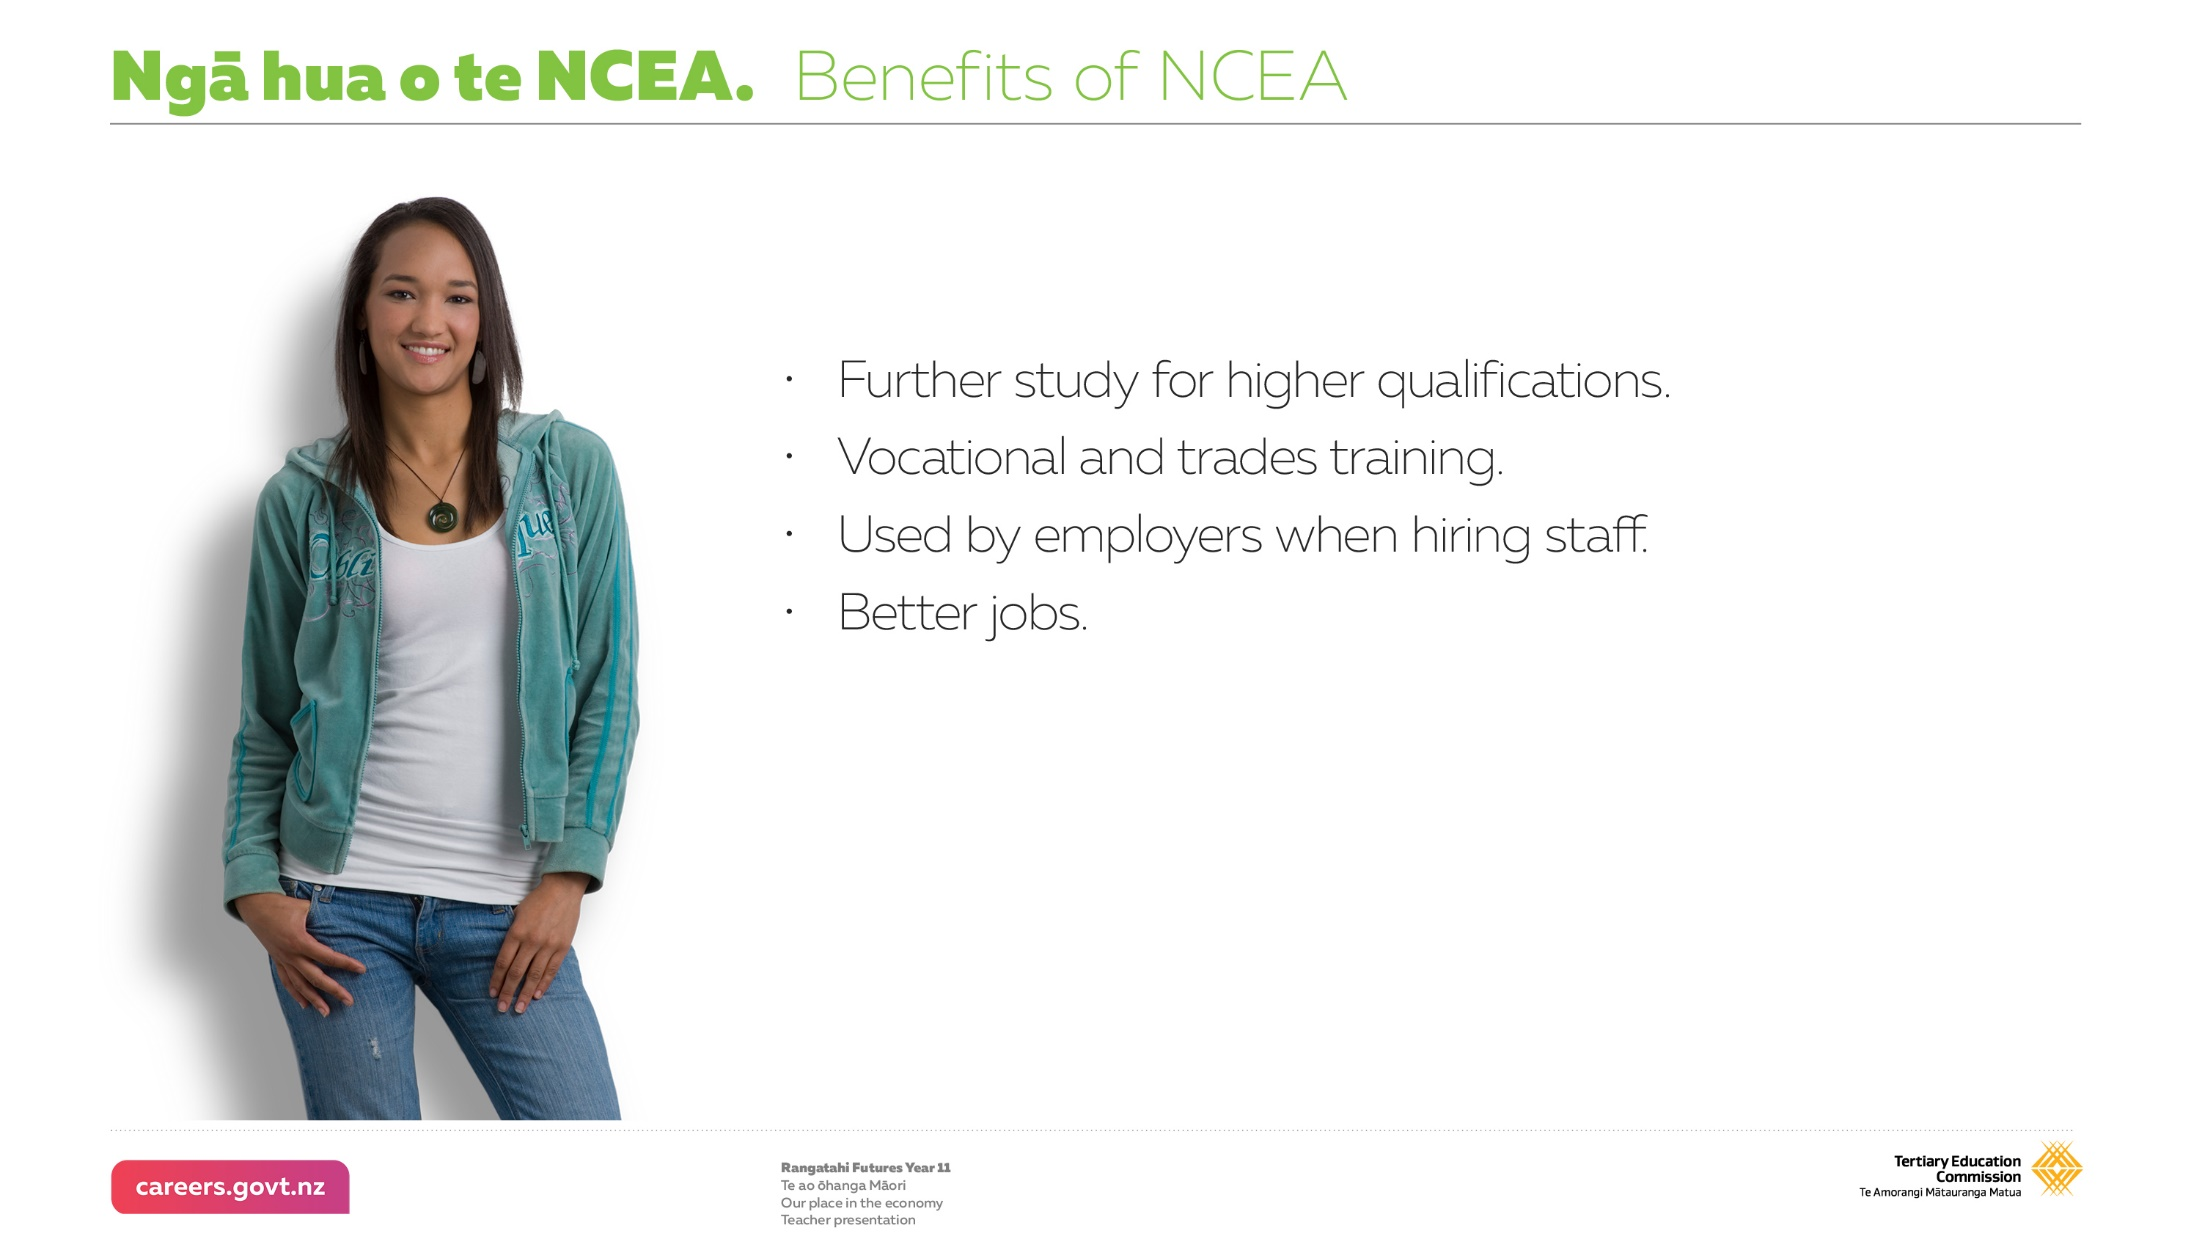 Ngā hua o te NCEA. Benefits of NCEA
• Further study for higher qualifications.
• Vocational and trades training.
• Used by employers when hiring staff.
• Better jobs.
careers.govt.nz
Rangatahi Futures Year 11
Te ao ōhanga Māori
Our place in the economy
Teacher presentation
Tertiary Education
Commission
Te Amorangi Mātauranga Matua